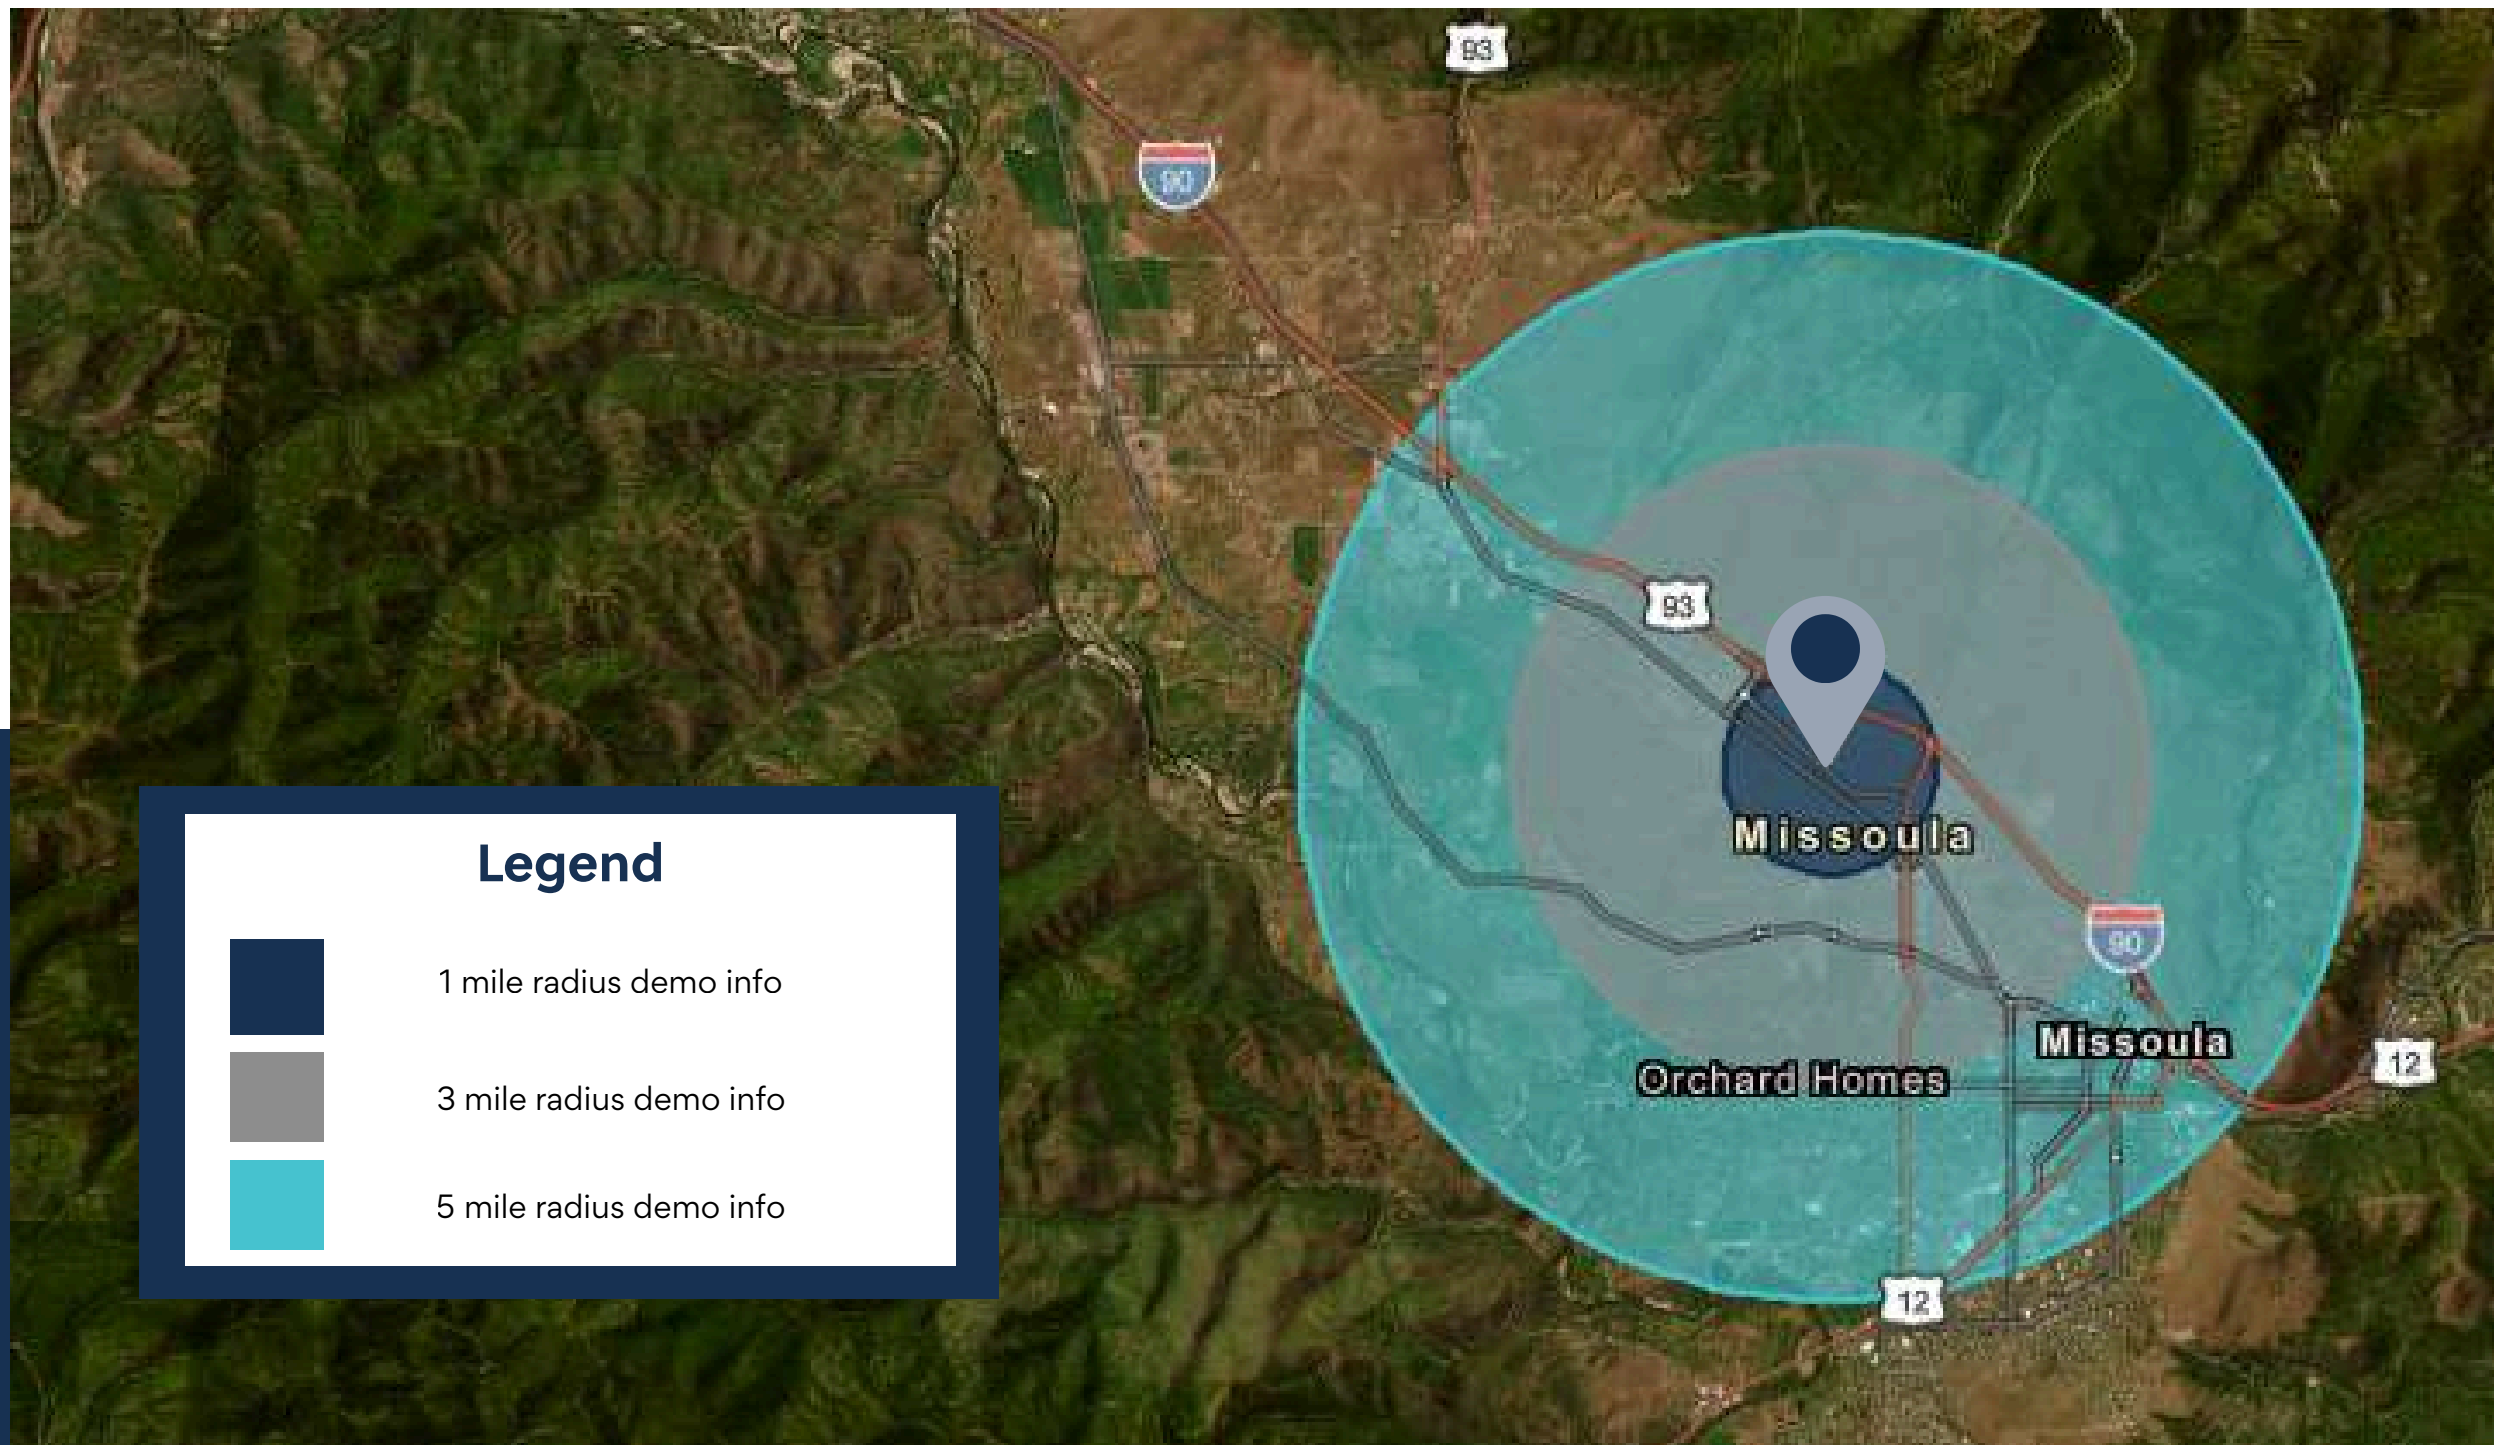 93
90
93
Missoula
90
Missoula
12
Orchard Homes
12
Legend
1 mile radius demo info
3 mile radius demo info
5 mile radius demo info